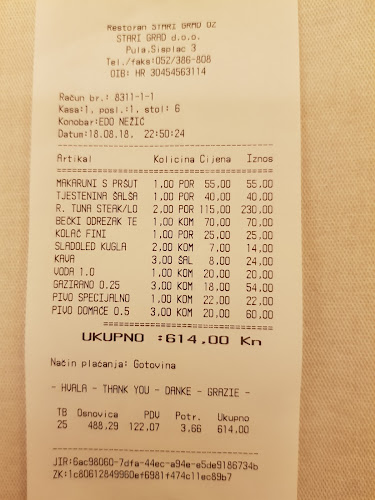 Restoran STARI GRAD OZ
STARI GRAD d.o.o.
Pula.Sisplac 3
Tel./faks:052/386-808
OIB: HR 30454563114
Račun br.: 8311-1-1
Kasa:1. posl.:1. stol: 6
Konobar:EDO NEŽIĆ
Datum:18.08.18. 22:50:24
Artikal Kolicina Cijena Iznos
MAKARUNI S PRŠUT 1.00 POR 55.00 55.00
TJESTENINA ŠALŠA 1.00 POR 40.00 40.00
R. TUNA STEAK/LO 2.00 POR 115.00 230.00
BEČKI ODREZAK TE 1.00 KOM 70.00 70.00
KOLAČ FINI 1.00 POR 25.00 25.00
SLADOLED KUGLA 2.00 KOM 7.00 14.00
KAVA 3.00 ŠAL 8.00 24.00
VODA 1.0 1.00 KOM 20.00 20.00
GAZIRANO 0.25 3.00 KOM 18.00 54.00
PIVO SPECIJALNO 1.00 KOM 22.00 22.00
PIVO DOMAĆE 0.5 3.00 KOM 20.00 60.00
UKUPNO :614,00 Kn
Način plaćanja: Gotovina
- HVALA - THANK YOU - DANKE - GRAZIE -
TB Osnovica PDV Potr. Ukupno
25 488.29 122.07 3.66 614.00
JIR:6ac98060-7dfa-44ec-a94e-e5de9186734b
ZK:1c80612849960ef6981f474c11ec89b7